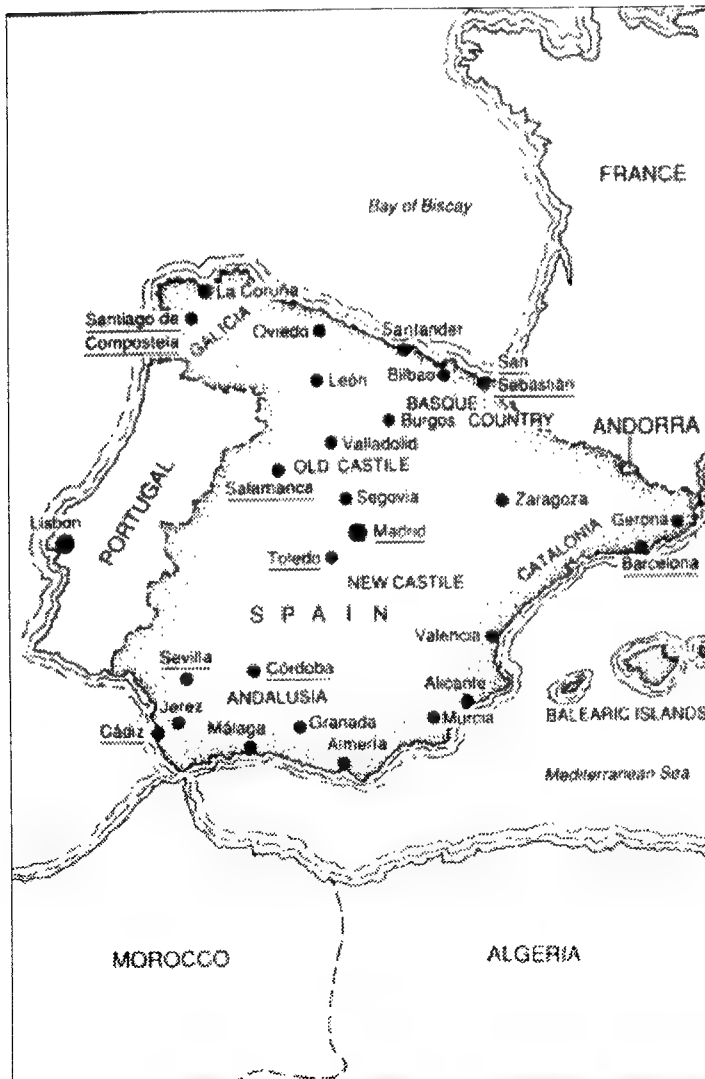 FRANCE
Bay of Biscay
La Coruña
Santiago de
Compostela
GALICIA
Oviedo
Santander
San
Sebastián
Bilbao
León
BASQUE
COUNTRY
Burgos
ANDORRA
Valladolid
OLD CASTILE
Salamanca
Segovia
Zaragoza
Gerona
Lisbon
PORTUGAL
Madrid
CATALONIA
Barcelona
Toledo
NEW CASTILE
SPAIN
Valencia
Sevilla
Córdoba
Alicante
ANDALUSIA
Jerez
Granada
Murcia
BALEARIC ISLANDS
Cádiz
Málaga
Almería
Mediterranean Sea
MOROCCO
ALGERIA